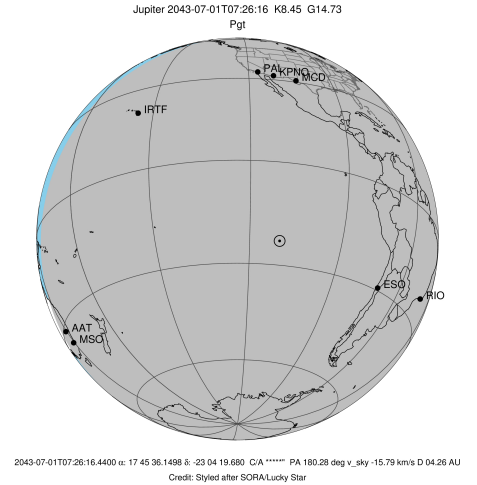 Jupiter 2043-07-01T07:26:16 K8.45 G14.73
Pgt
PAL
KPNO
MCD
IRTF
ESO
RIO
AAT
MSO
2043-07-01T07:26:16.4400 α: 17 45 36.1498 δ: -23 04 19.680 C/A *****" PA 180.28 deg v_sky -15.79 km/s D 04.26 AU
Credit: Styled after SORA/Lucky Star